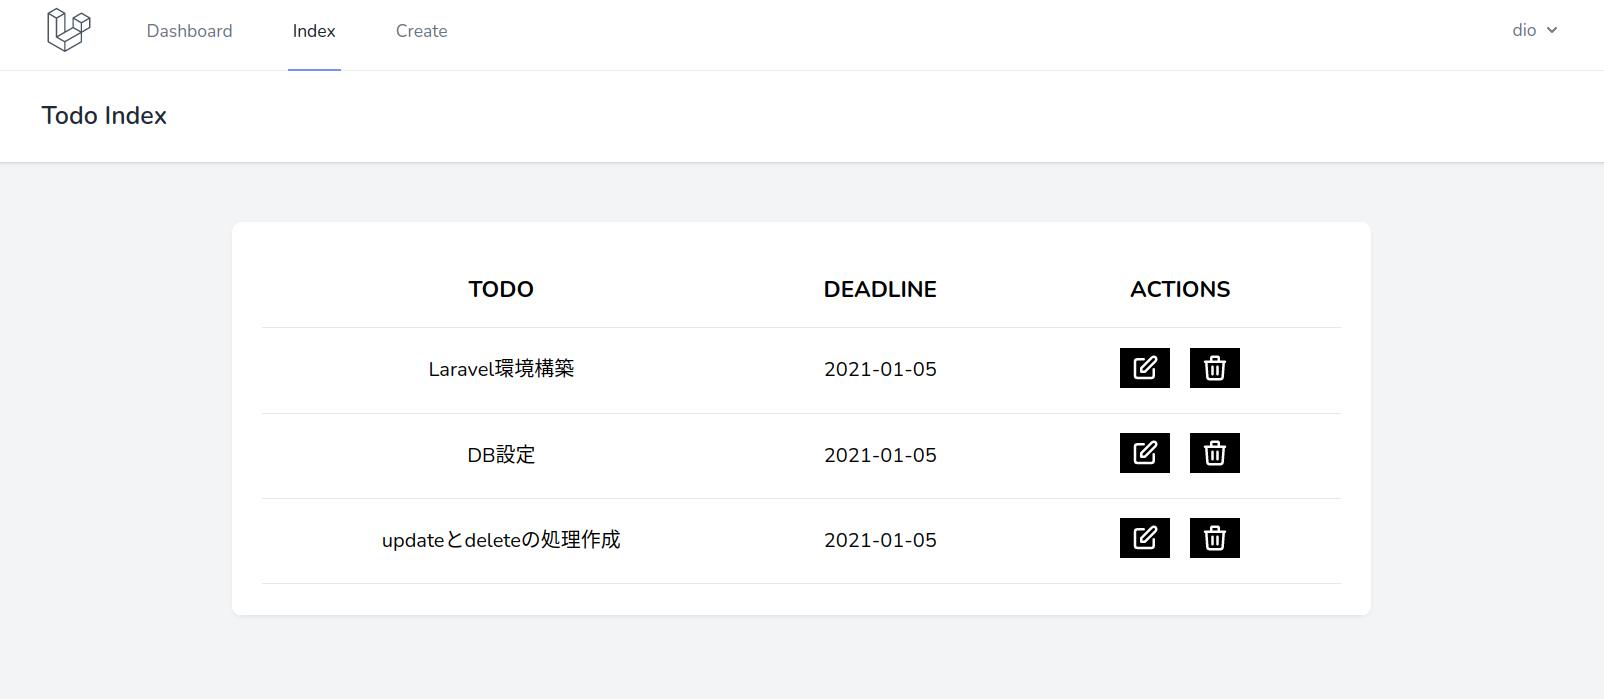 Dashboard Index Create dio
Todo Index
TODO DEADLINE ACTIONS
Laravel環境構築 2021-01-05
DB設定 2021-01-05
updateとdeleteの処理作成 2021-01-05